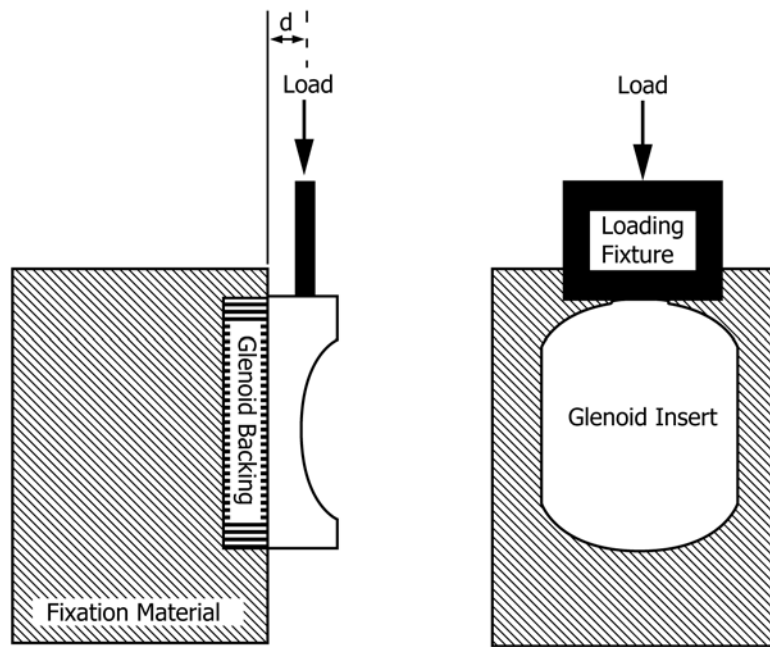 d
Load
Load
Loading
Fixture
Glenoid Backing
Glenoid Insert
Fixation Material